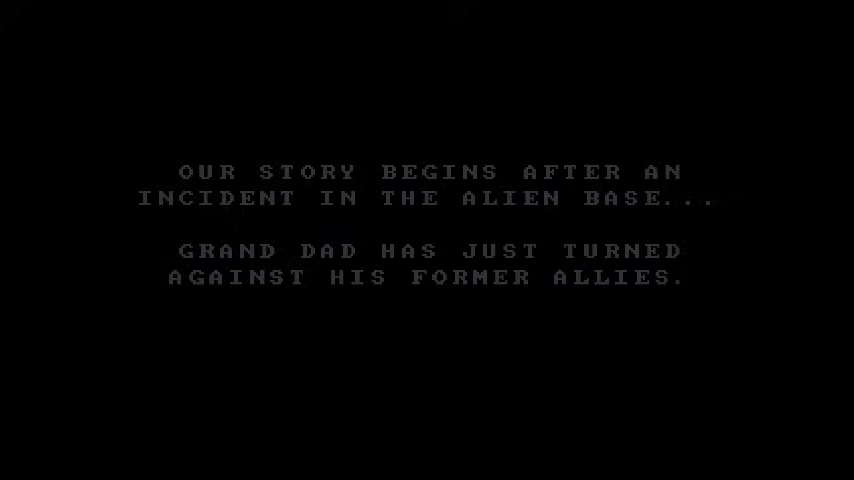 OUR STORY BEGINS AFTER AN
INCIDENT IN THE ALIEN BASE...
GRAND DAD HAS JUST TURNED
AGAINST HIS FORMER ALLIES.